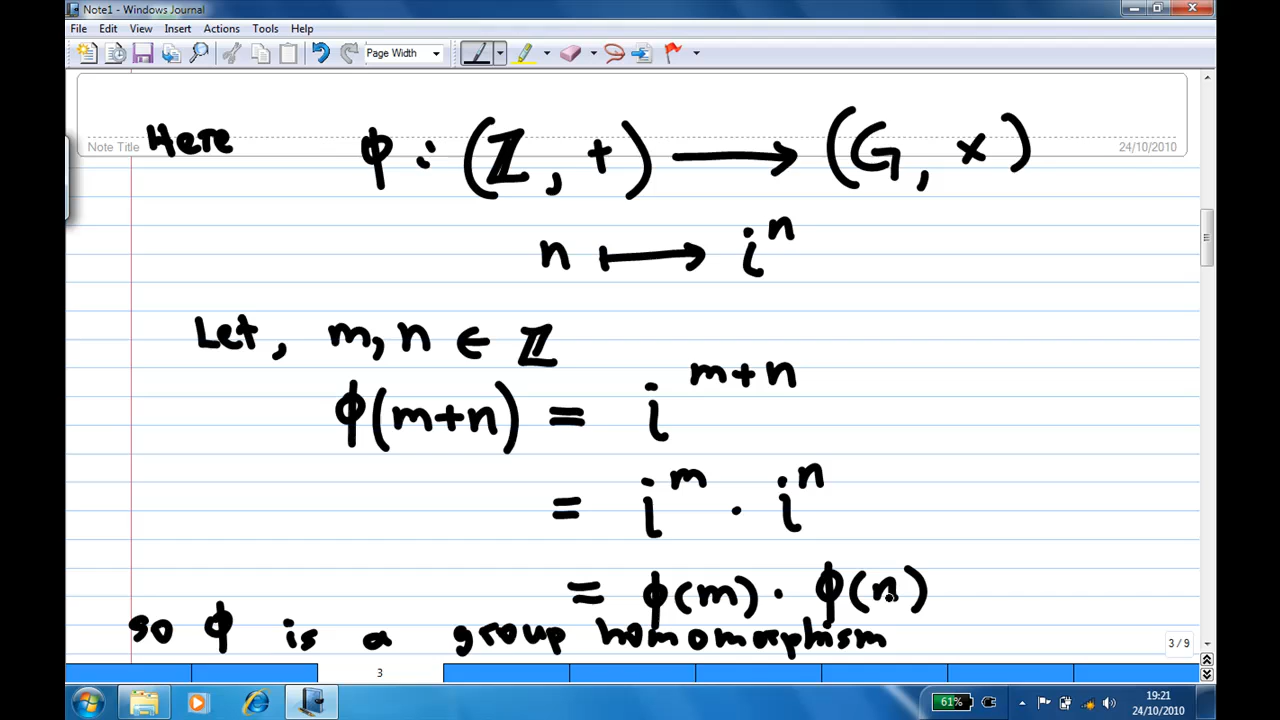 Note1 - Windows Journal
File Edit View Insert Actions Tools Help
Page Width
Here ϕ : (ℤ, +) ⟶ (G, ×)
Note Title
24/10/2010
n ⟼ i^n
Let, m, n ∈ ℤ
ϕ(m+n) = i^{m+n}
= i^m · i^n
= ϕ(m) · ϕ(n)
so ϕ is a group homomorphism
3 / 9
3
61%
19:21
24/10/2010